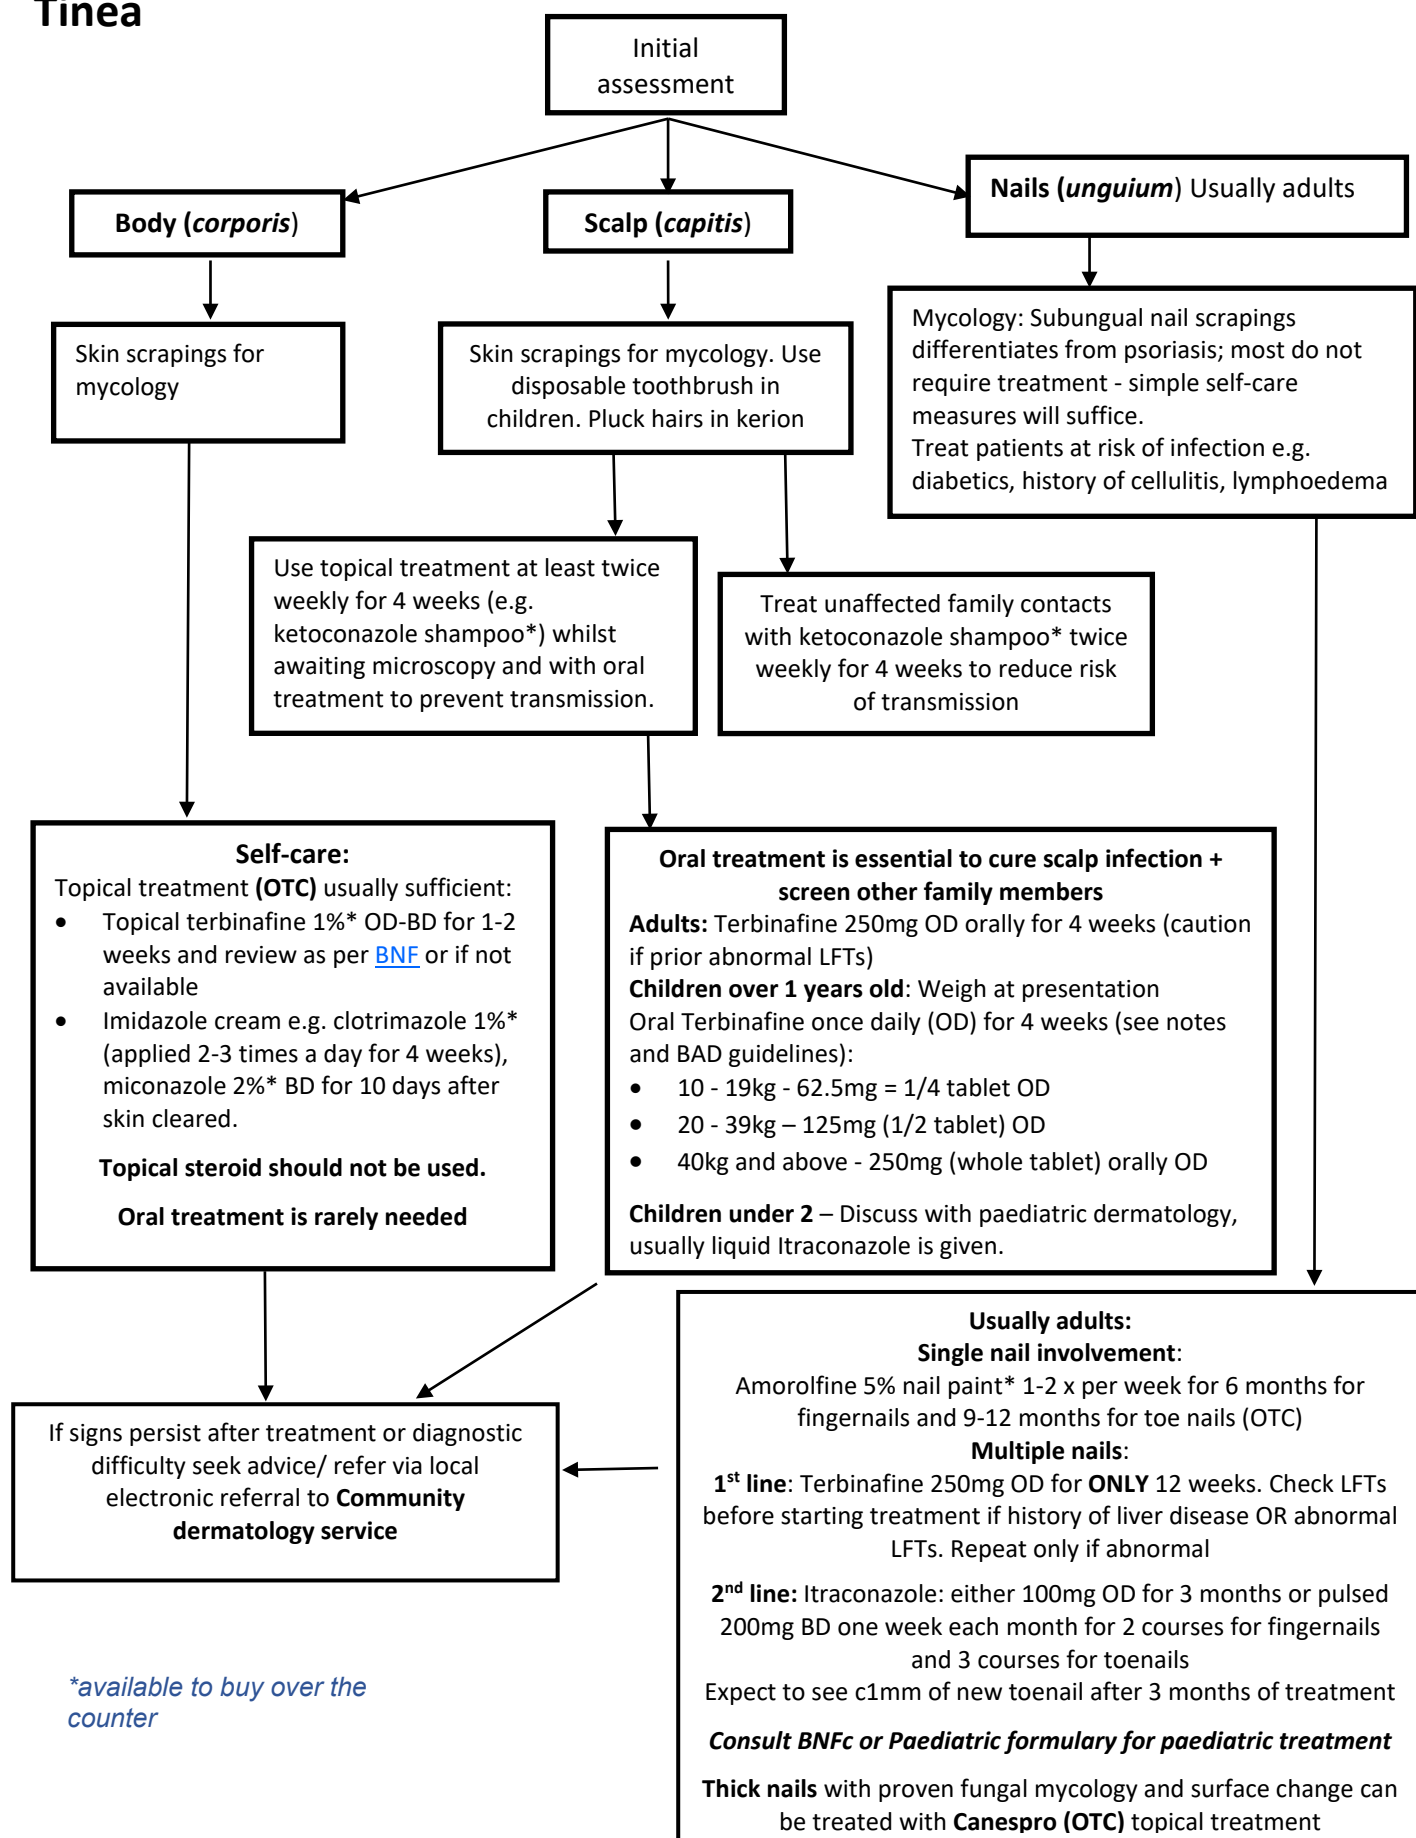 Tinea
Initial
assessment
Body (corporis)
Scalp (capitis)
Nails (unguium) Usually adults
Skin scrapings for
mycology
Skin scrapings for mycology. Use
disposable toothbrush in
children. Pluck hairs in kerion
Mycology: Subungual nail scrapings
differentiates from psoriasis; most do not
require treatment - simple self-care
measures will suffice.
Treat patients at risk of infection e.g.
diabetics, history of cellulitis, lymphoedema
Use topical treatment at least twice
weekly for 4 weeks (e.g.
ketoconazole shampoo*) whilst
awaiting microscopy and with oral
treatment to prevent transmission.
Treat unaffected family contacts
with ketoconazole shampoo* twice
weekly for 4 weeks to reduce risk
of transmission
Self-care:
Topical treatment (OTC) usually sufficient:
• Topical terbinafine 1%* OD-BD for 1-2
weeks and review as per BNF or if not
available
• Imidazole cream e.g. clotrimazole 1%*
(applied 2-3 times a day for 4 weeks),
miconazole 2%* BD for 10 days after
skin cleared.
Topical steroid should not be used.
Oral treatment is rarely needed
Oral treatment is essential to cure scalp infection +
screen other family members
Adults: Terbinafine 250mg OD orally for 4 weeks (caution
if prior abnormal LFTs)
Children over 1 years old: Weigh at presentation
Oral Terbinafine once daily (OD) for 4 weeks (see notes
and BAD guidelines):
• 10 - 19kg - 62.5mg = 1/4 tablet OD
• 20 - 39kg – 125mg (1/2 tablet) OD
• 40kg and above - 250mg (whole tablet) orally OD
Children under 2 – Discuss with paediatric dermatology,
usually liquid Itraconazole is given.
If signs persist after treatment or diagnostic
difficulty seek advice/ refer via local
electronic referral to Community
dermatology service
Usually adults:
Single nail involvement:
Amorolfine 5% nail paint* 1-2 x per week for 6 months for
fingernails and 9-12 months for toe nails (OTC)
Multiple nails:
1st line: Terbinafine 250mg OD for ONLY 12 weeks. Check LFTs
before starting treatment if history of liver disease OR abnormal
LFTs. Repeat only if abnormal
2nd line: Itraconazole: either 100mg OD for 3 months or pulsed
200mg BD one week each month for 2 courses for fingernails
and 3 courses for toenails
Expect to see c1mm of new toenail after 3 months of treatment
Consult BNFc or Paediatric formulary for paediatric treatment
Thick nails with proven fungal mycology and surface change can
be treated with Canespro (OTC) topical treatment
*available to buy over the
counter